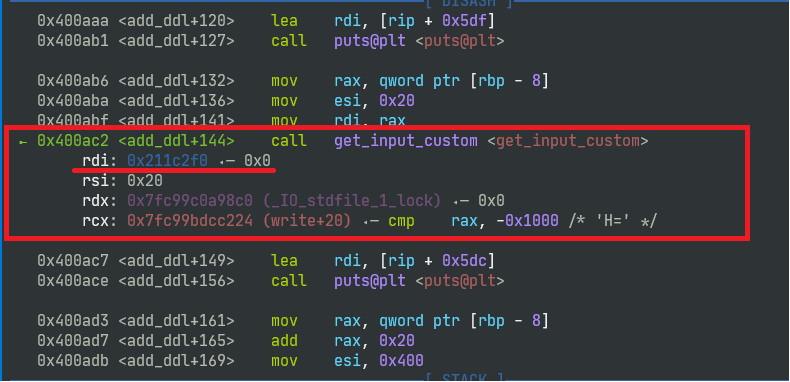 [ DISASM ]
0x400aaa <add_ddl+120> lea rdi, [rip + 0x5df]
0x400ab1 <add_ddl+127> call puts@plt <puts@plt>
0x400ab6 <add_ddl+132> mov rax, qword ptr [rbp - 8]
0x400aba <add_ddl+136> mov esi, 0x20
0x400abf <add_ddl+141> mov rdi, rax
← 0x400ac2 <add_ddl+144> call get_input_custom <get_input_custom>
rdi: 0x211c2f0 ◂— 0x0
rsi: 0x20
rdx: 0x7fc99c0a98c0 (_IO_stdfile_1_lock) ◂— 0x0
rcx: 0x7fc99bdcc224 (write+20) ◂— cmp rax, -0x1000 /* 'H=' */
0x400ac7 <add_ddl+149> lea rdi, [rip + 0x5dc]
0x400ace <add_ddl+156> call puts@plt <puts@plt>
0x400ad3 <add_ddl+161> mov rax, qword ptr [rbp - 8]
0x400ad7 <add_ddl+165> add rax, 0x20
0x400adb <add_ddl+169> mov esi, 0x400
[ STACK ]